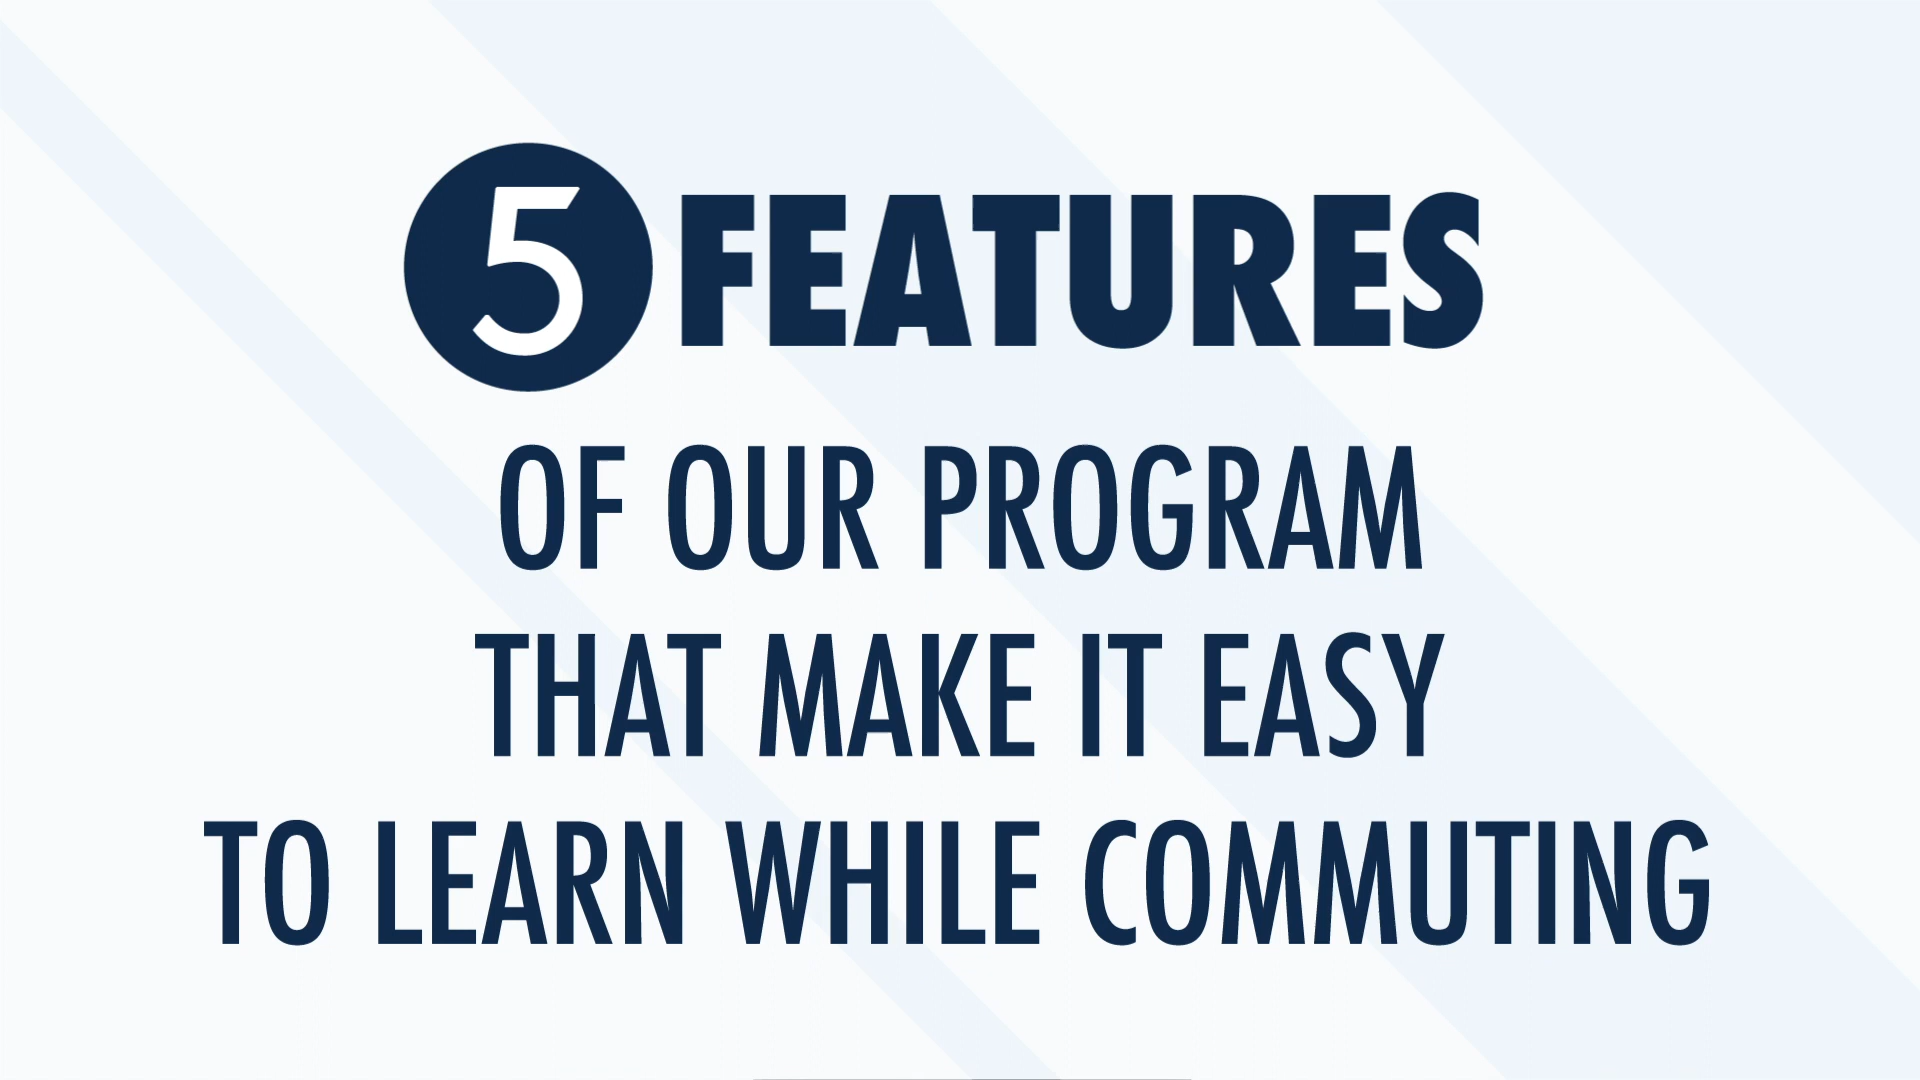 5 FEATURES
OF OUR PROGRAM
THAT MAKE IT EASY
TO LEARN WHILE COMMUTING